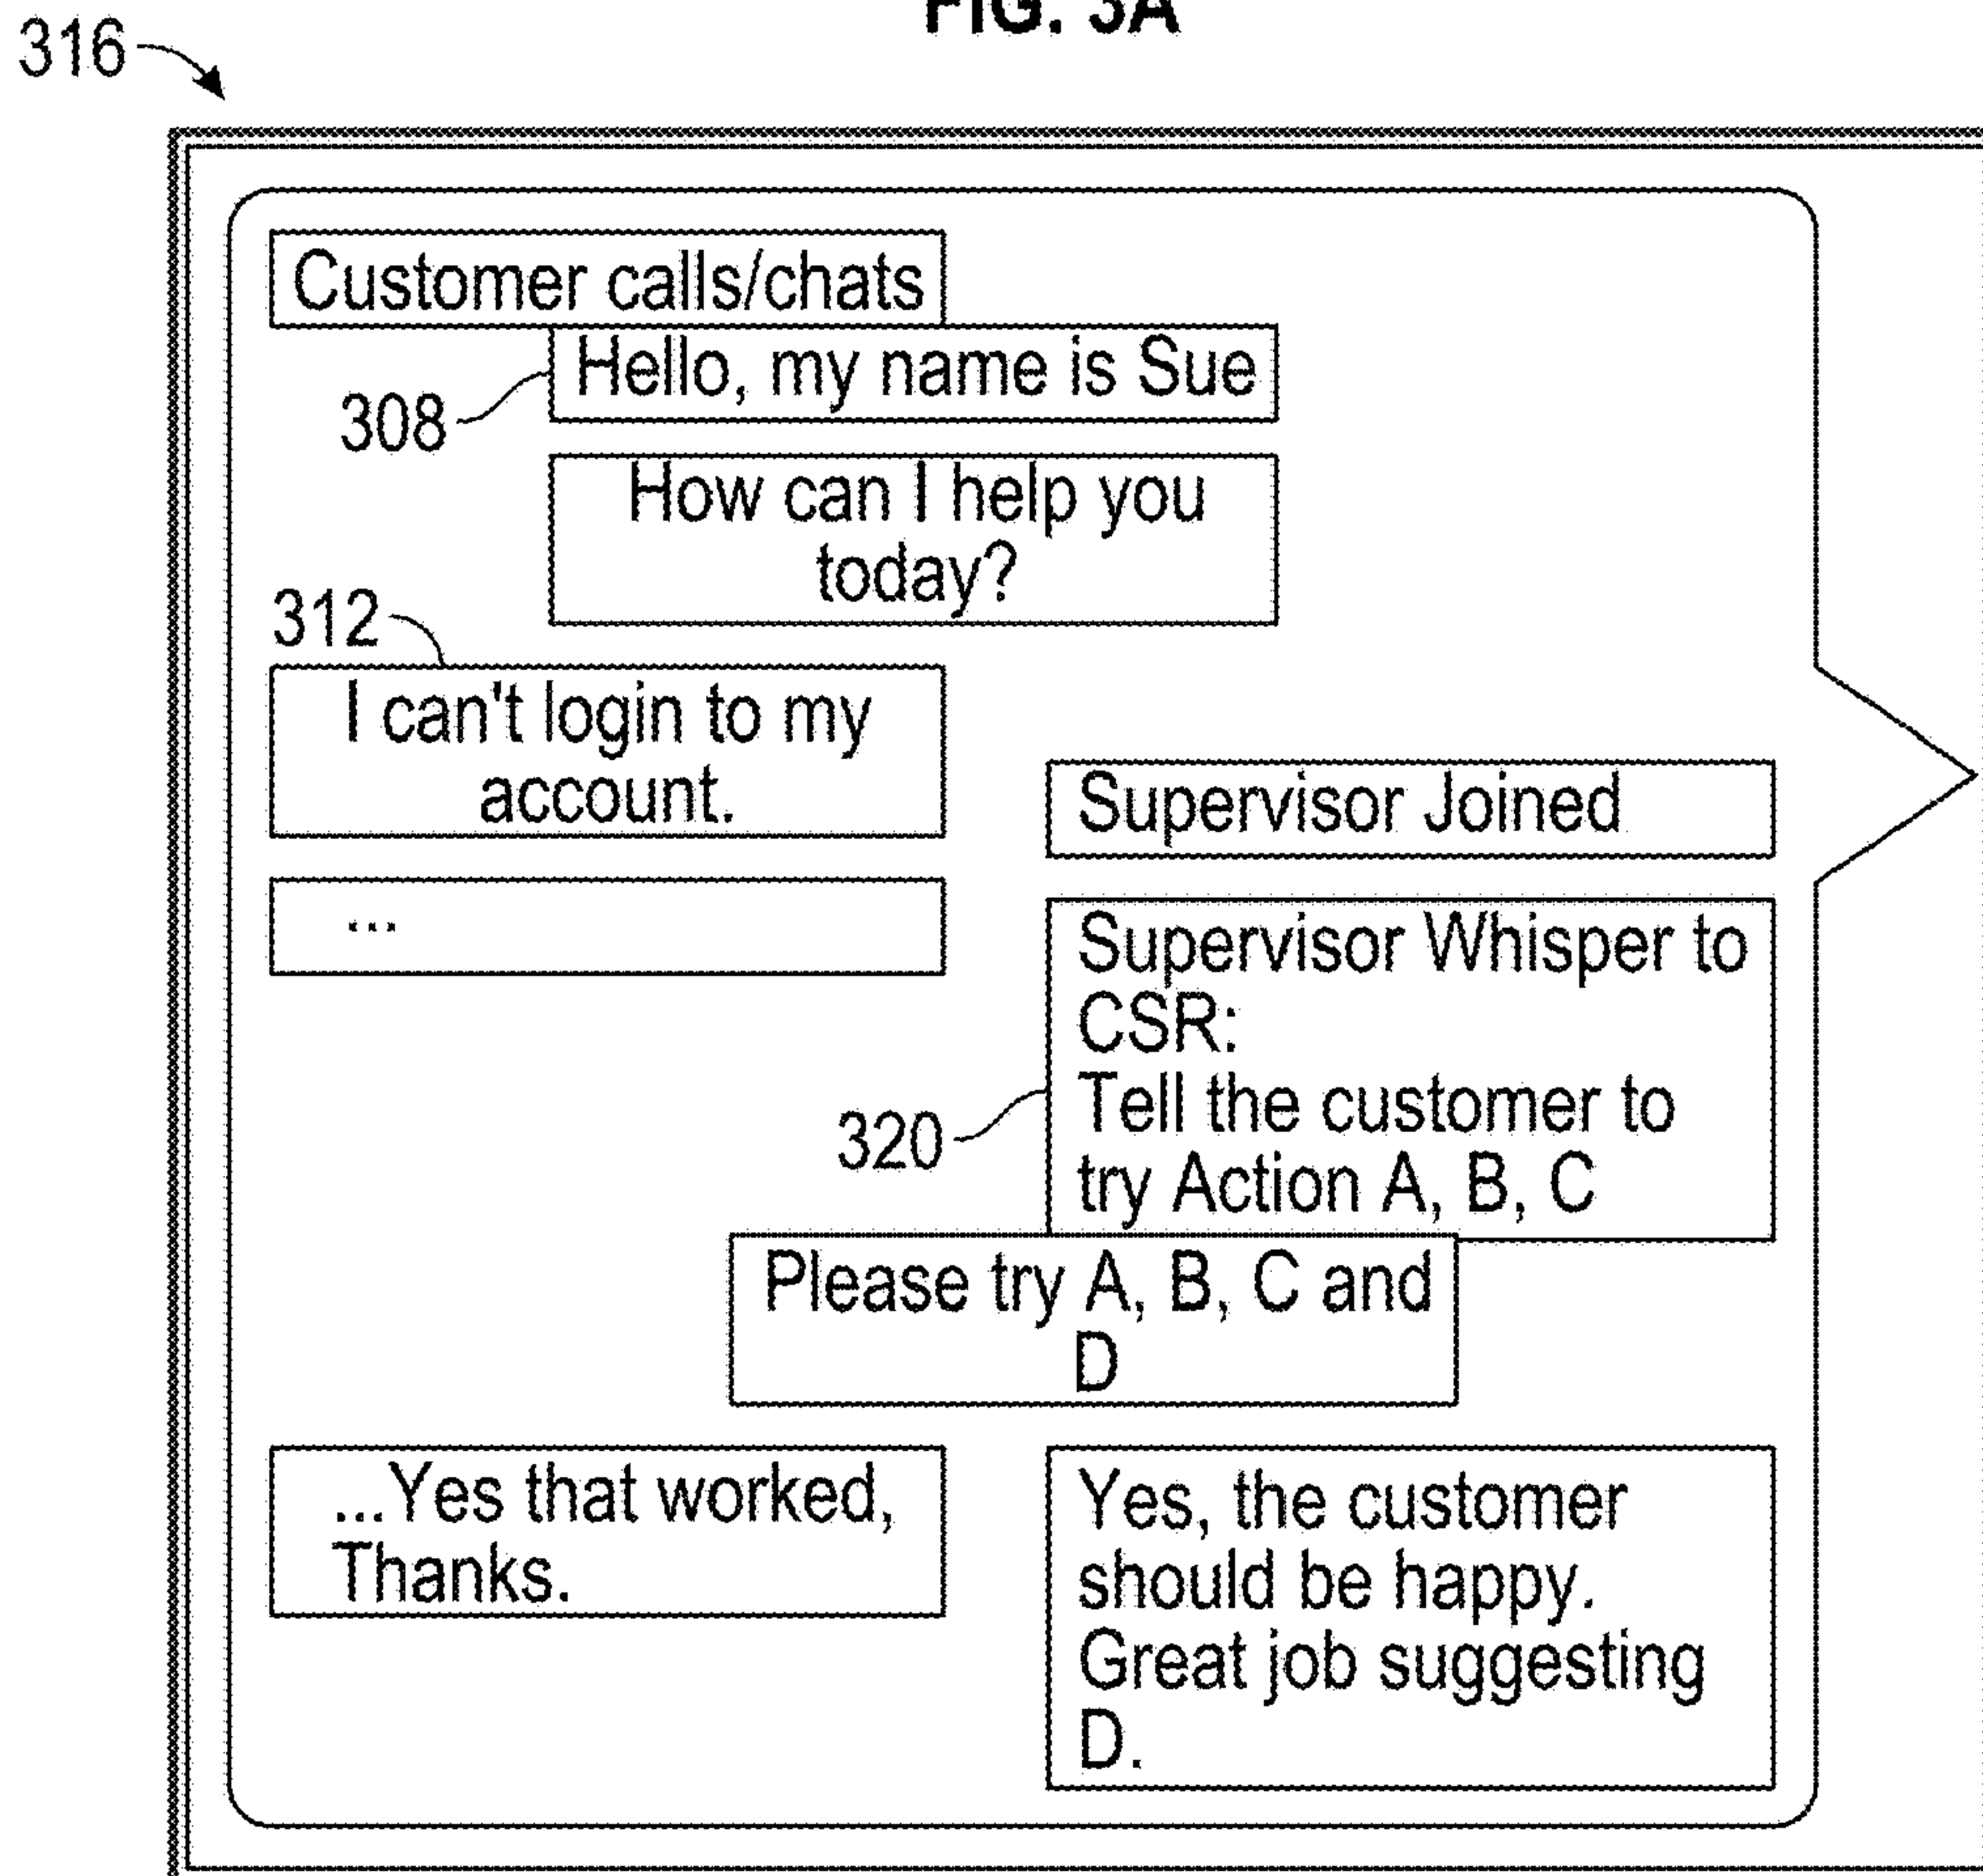 FIG. 3A
316
Customer calls/chats
Hello, my name is Sue
308
How can I help you
today?
312
I can't login to my
account.
Supervisor Joined
...
Supervisor Whisper to
CSR:
Tell the customer to
try Action A, B, C
320
Please try A, B, C and
D
...Yes that worked,
Thanks.
Yes, the customer
should be happy.
Great job suggesting
D.